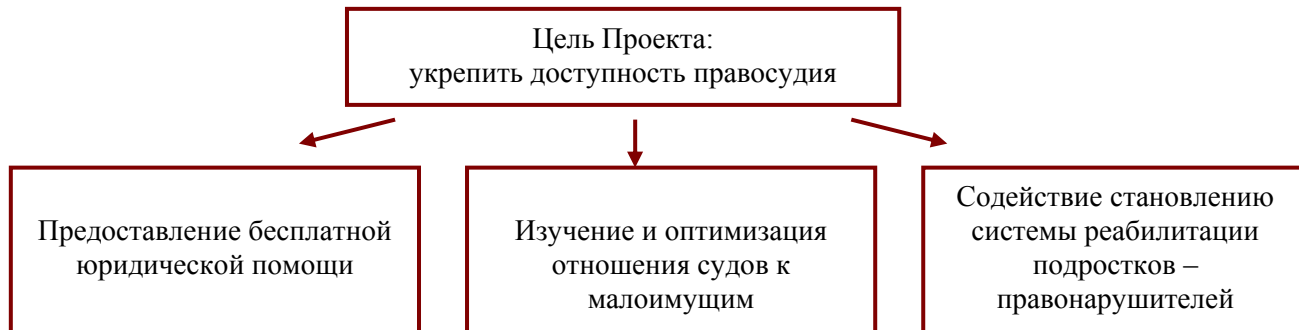 Цель Проекта:
укрепить доступность правосудия
Предоставление бесплатной
юридической помощи
Изучение и оптимизация
отношения судов к
малоимущим
Содействие становлению
системы реабилитации
подростков –
правонарушителей